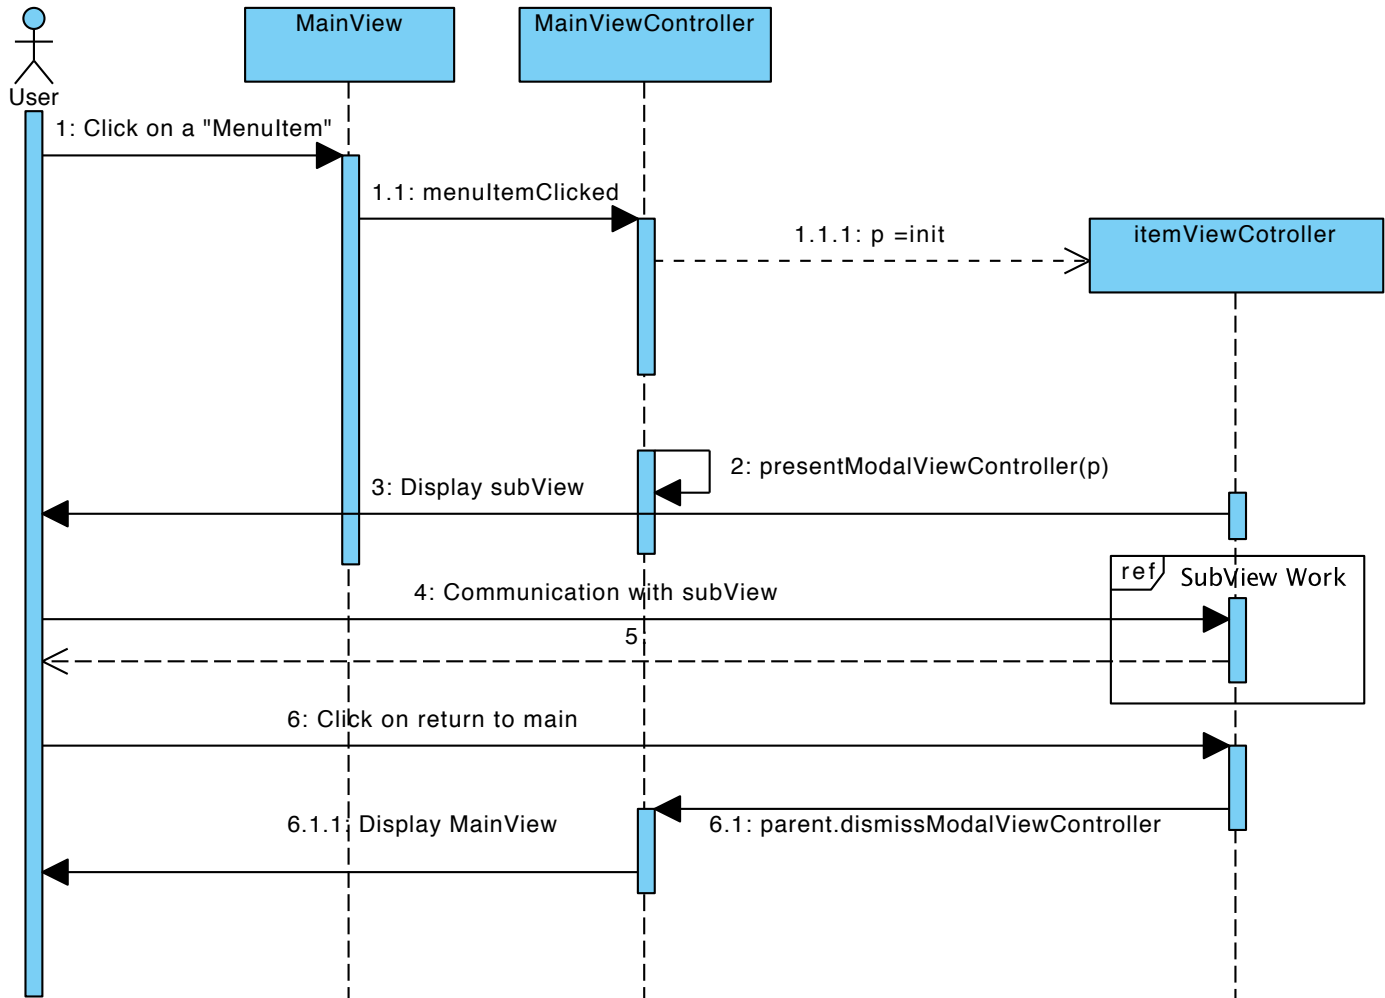 MainView
MainViewController
User
1: Click on a "MenuItem"
1.1: menuItemClicked
1.1.1: p =init
itemViewCotroller
2: presentModalViewController(p)
3: Display subView
ref
SubView Work
4: Communication with subView
5:
6: Click on return to main
6.1.1: Display MainView
6.1: parent.dismissModalViewController